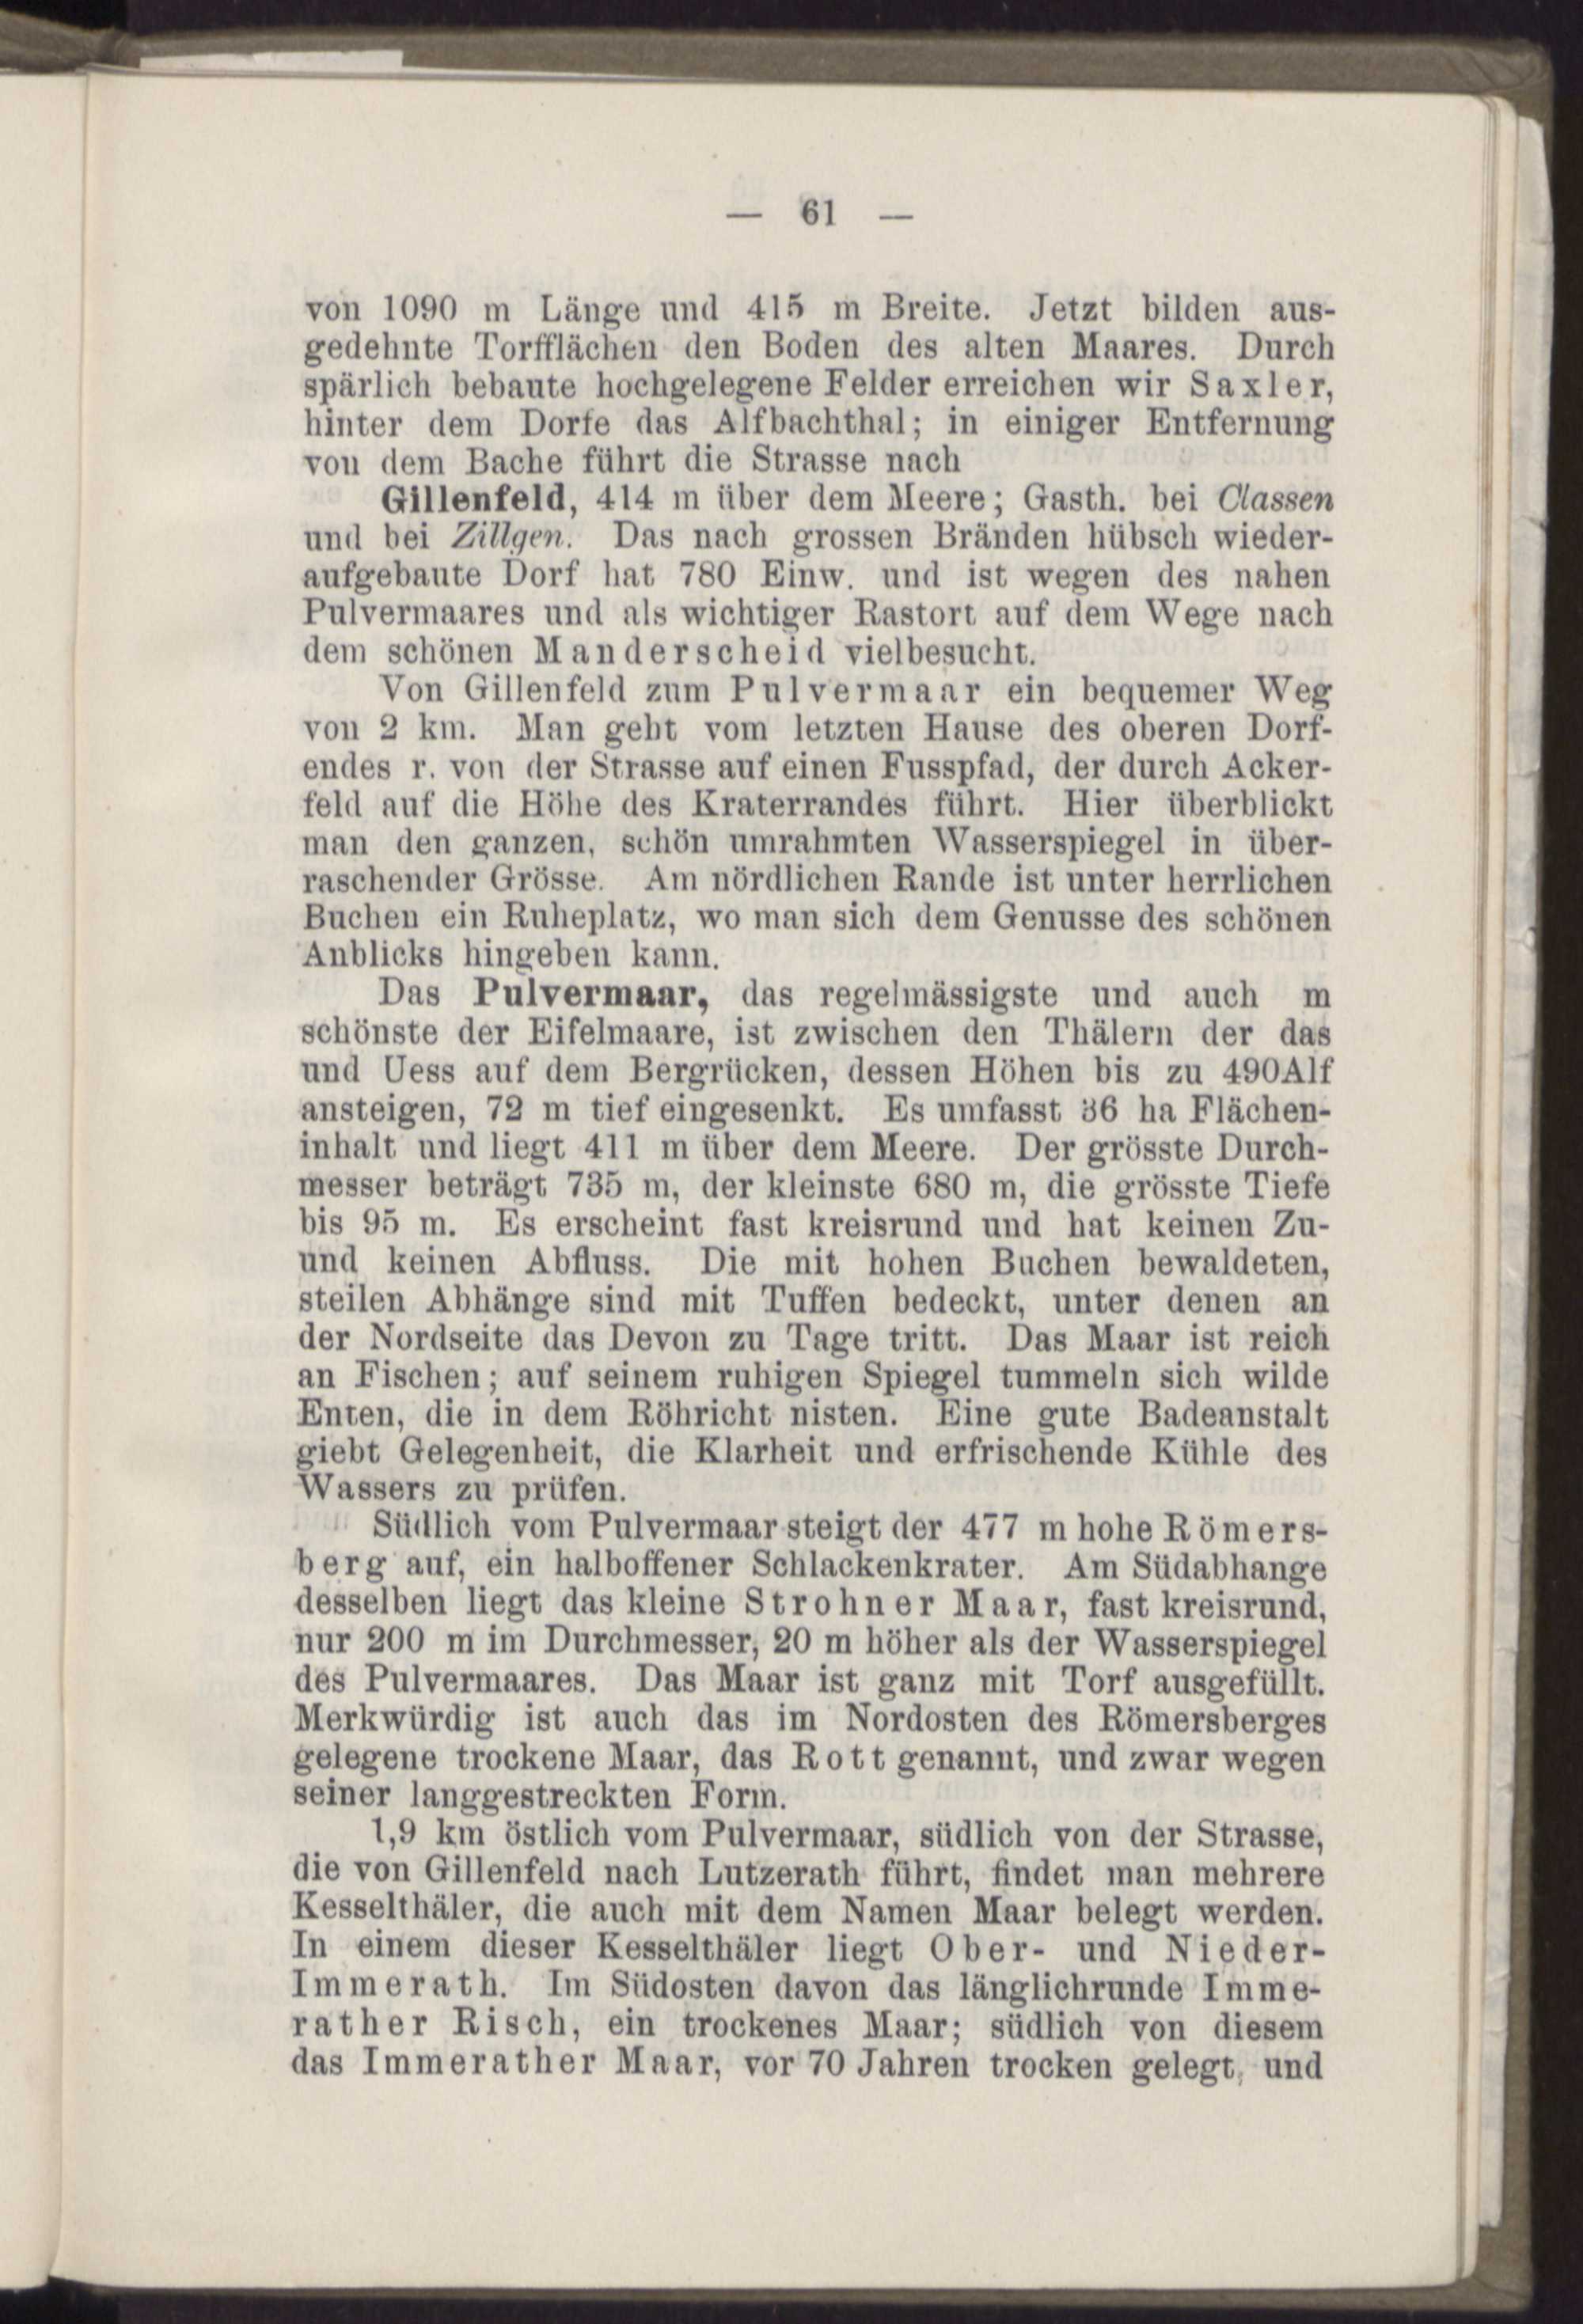 — 61 —
von 1090 m Länge und 415 m Breite. Jetzt bilden aus-
gedehnte Torfflächen den Boden des alten Maares. Durch
spärlich bebaute hochgelegene Felder erreichen wir Saxler,
hinter dem Dorfe das Alfbachthal; in einiger Entfernung
von dem Bache führt die Strasse nach
Gillenfeld, 414 m über dem Meere; Gasth. bei Classen
und bei Zillgen. Das nach grossen Bränden hübsch wieder-
aufgebaute Dorf hat 780 Einw. und ist wegen des nahen
Pulvermaares und als wichtiger Rastort auf dem Wege nach
dem schönen Manderscheid vielbesucht.
Von Gillenfeld zum Pulvermaar ein bequemer Weg
von 2 km. Man geht vom letzten Hause des oberen Dorf-
endes r. von der Strasse auf einen Fusspfad, der durch Acker-
feld auf die Höhe des Kraterrandes führt. Hier überblickt
man den ganzen, schön umrahmten Wasserspiegel in über-
raschender Grösse. Am nördlichen Rande ist unter herrlichen
Buchen ein Ruheplatz, wo man sich dem Genusse des schönen
Anblicks hingeben kann.
Das Pulvermaar, das regelmässigste und auch m
schönste der Eifelmaare, ist zwischen den Thälern der das
und Uess auf dem Bergrücken, dessen Höhen bis zu 490Alf
ansteigen, 72 m tief eingesenkt. Es umfasst 36 ha Flächen-
inhalt und liegt 411 m über dem Meere. Der grösste Durch-
messer beträgt 735 m, der kleinste 680 m, die grösste Tiefe
bis 95 m. Es erscheint fast kreisrund und hat keinen Zu-
und keinen Abfluss. Die mit hohen Buchen bewaldeten,
steilen Abhänge sind mit Tuffen bedeckt, unter denen an
der Nordseite das Devon zu Tage tritt. Das Maar ist reich
an Fischen; auf seinem ruhigen Spiegel tummeln sich wilde
Enten, die in dem Röhricht nisten. Eine gute Badeanstalt
giebt Gelegenheit, die Klarheit und erfrischende Kühle des
Wassers zu prüfen.
Südlich vom Pulvermaar steigt der 477 m hohe Römers-
berg auf, ein halboffener Schlackenkrater. Am Südabhange
desselben liegt das kleine Strohner Maar, fast kreisrund,
nur 200 m im Durchmesser, 20 m höher als der Wasserspiegel
des Pulvermaares. Das Maar ist ganz mit Torf ausgefüllt.
Merkwürdig ist auch das im Nordosten des Römersberges
gelegene trockene Maar, das Rott genannt, und zwar wegen
seiner langgestreckten Form.
1,9 km östlich vom Pulvermaar, südlich von der Strasse,
die von Gillenfeld nach Lutzerath führt, findet man mehrere
Kesselthäler, die auch mit dem Namen Maar belegt werden.
In einem dieser Kesselthäler liegt Ober- und Nieder-
Immerath. Im Südosten davon das länglichrunde Imme-
rather Risch, ein trockenes Maar; südlich von diesem
das Immerather Maar, vor 70 Jahren trocken gelegt, und